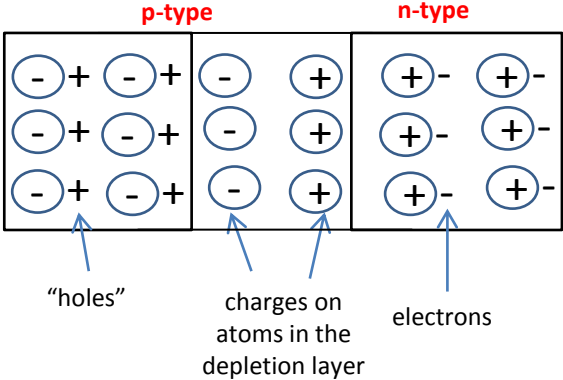 p-type n-type
- + - + - + + - + -
- + - + - + + - + -
- + - + - + + - + -
“holes”
charges on
atoms in the
depletion layer
electrons